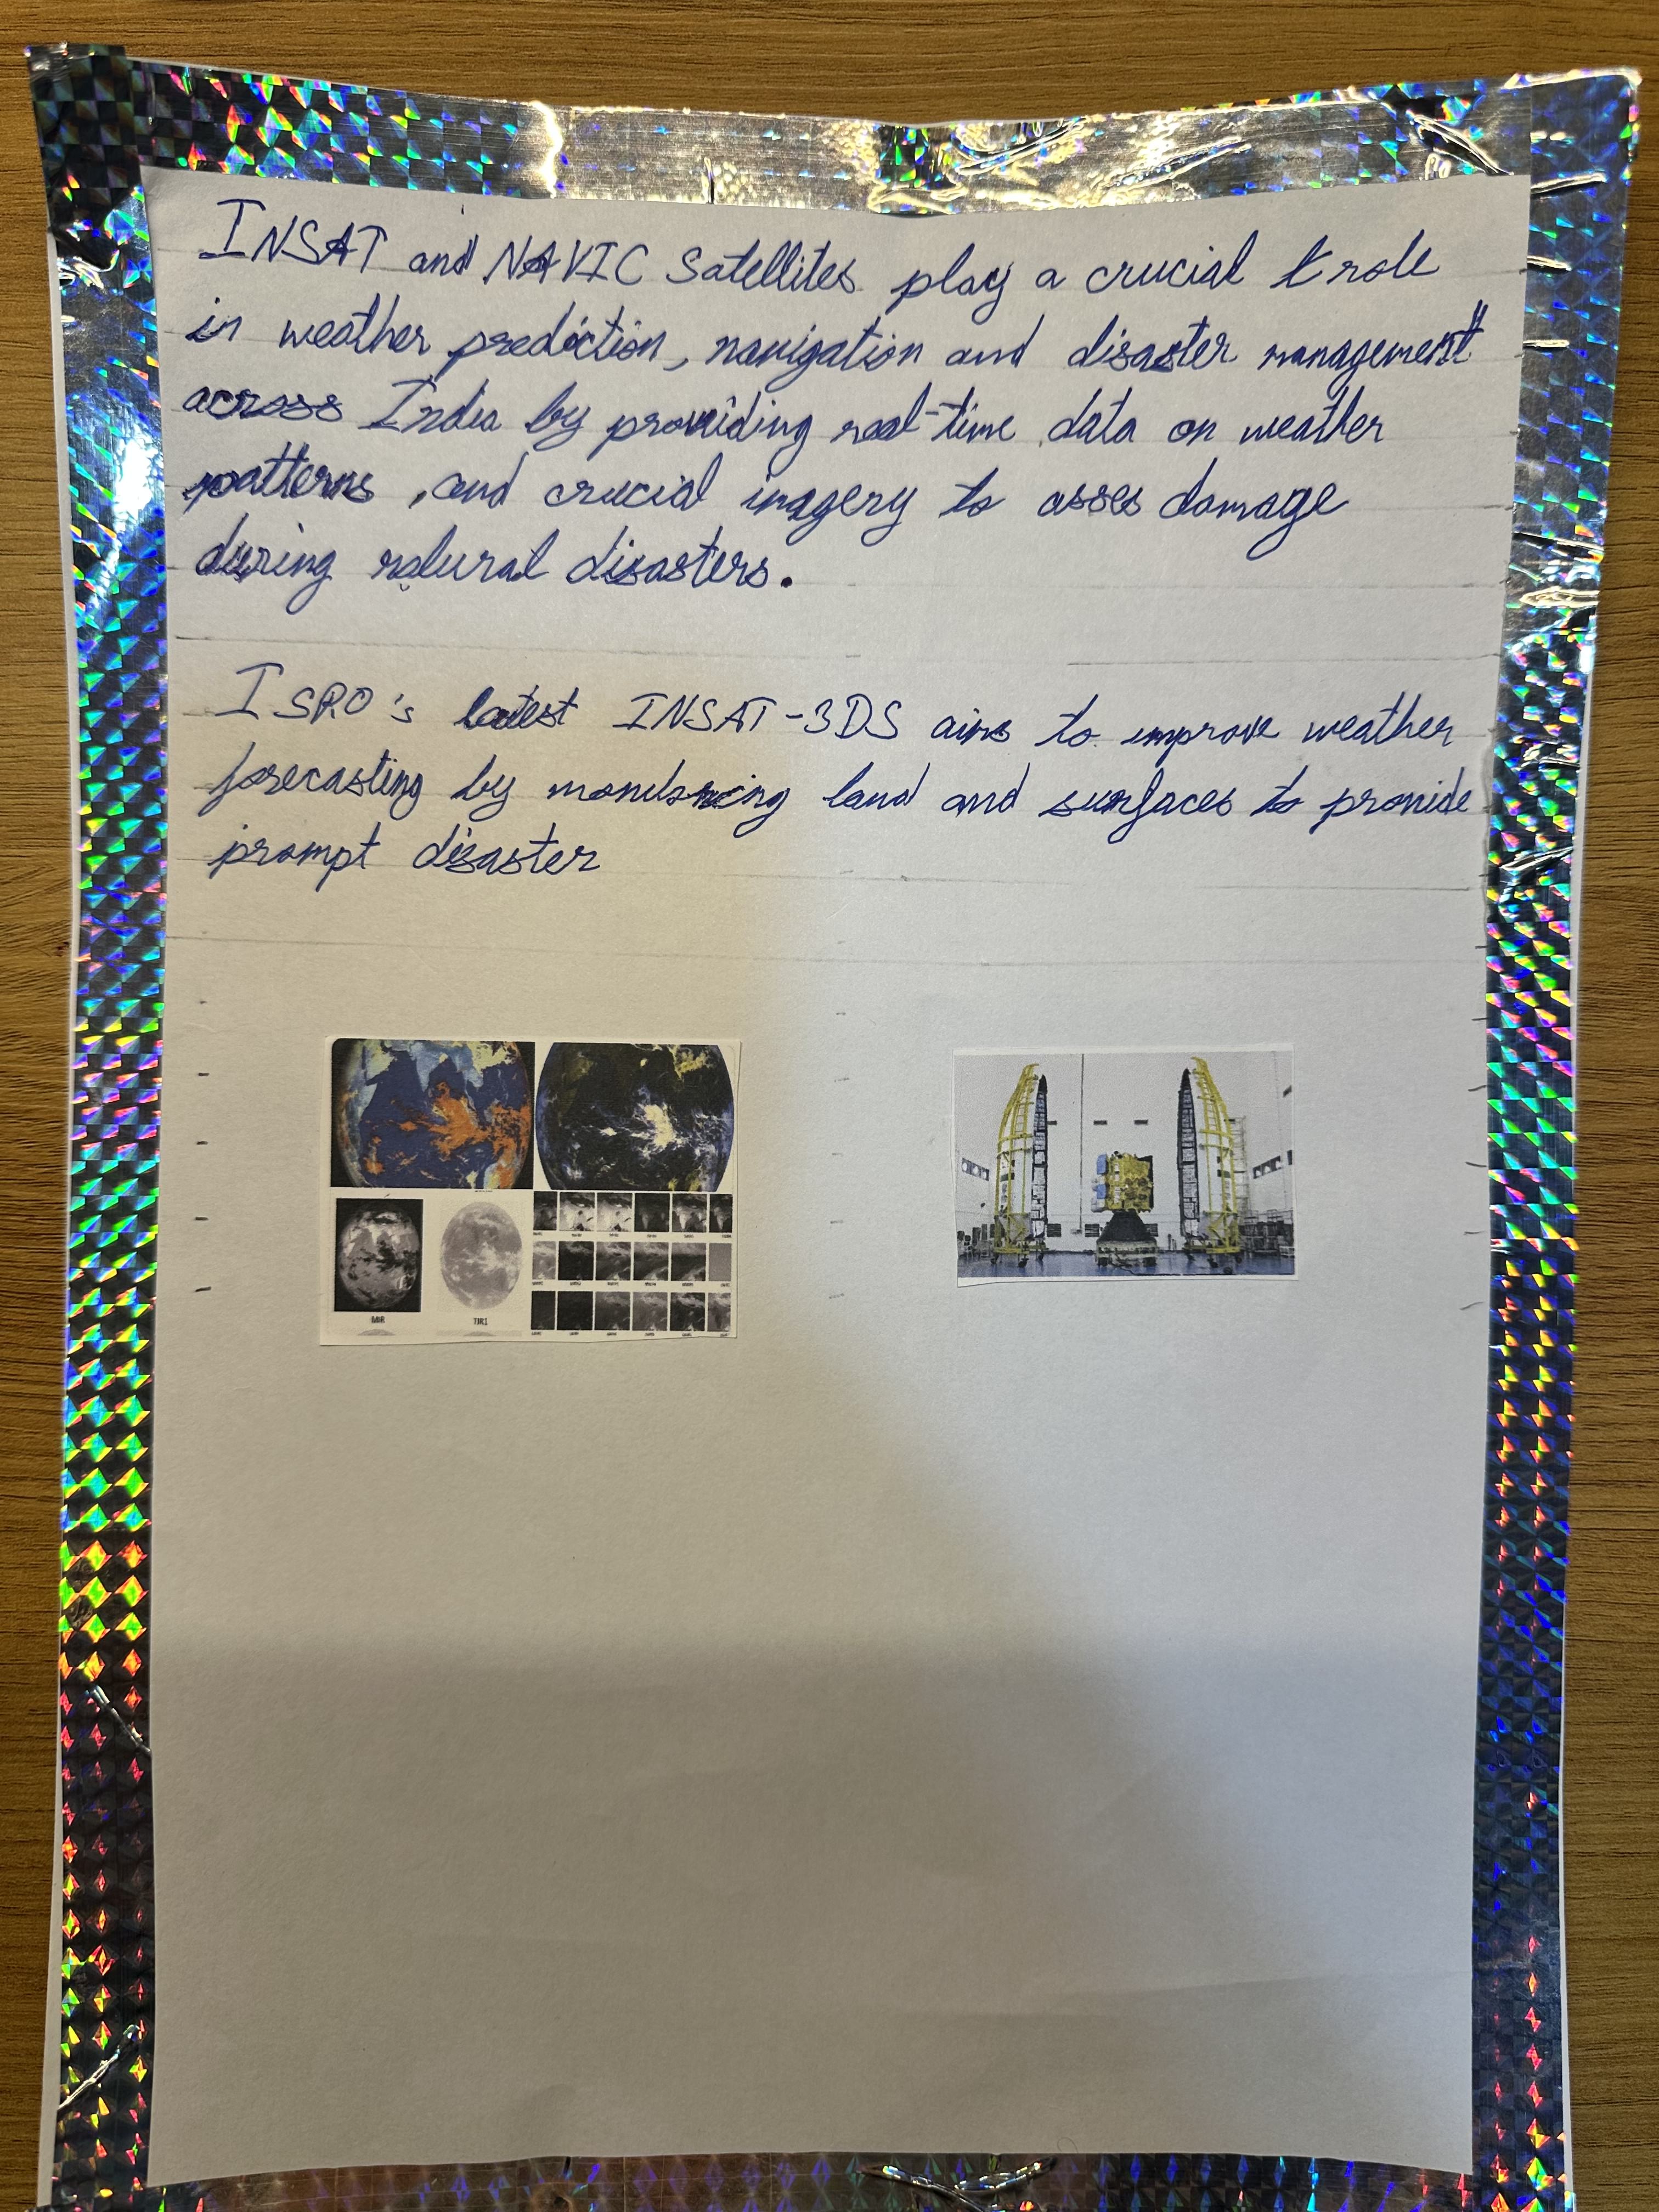 INSAT and NAVIC Satellites play a crucial role
in weather prediction, navigation and disaster management
across India by providing real-time data on weather
patterns, and crucial imagery to asses damage
during natural disasters.
ISRO's latest INSAT-3DS aims to improve weather
forecasting by monitoring land and surfaces to provide
prompt disaster
MIR
TIR1